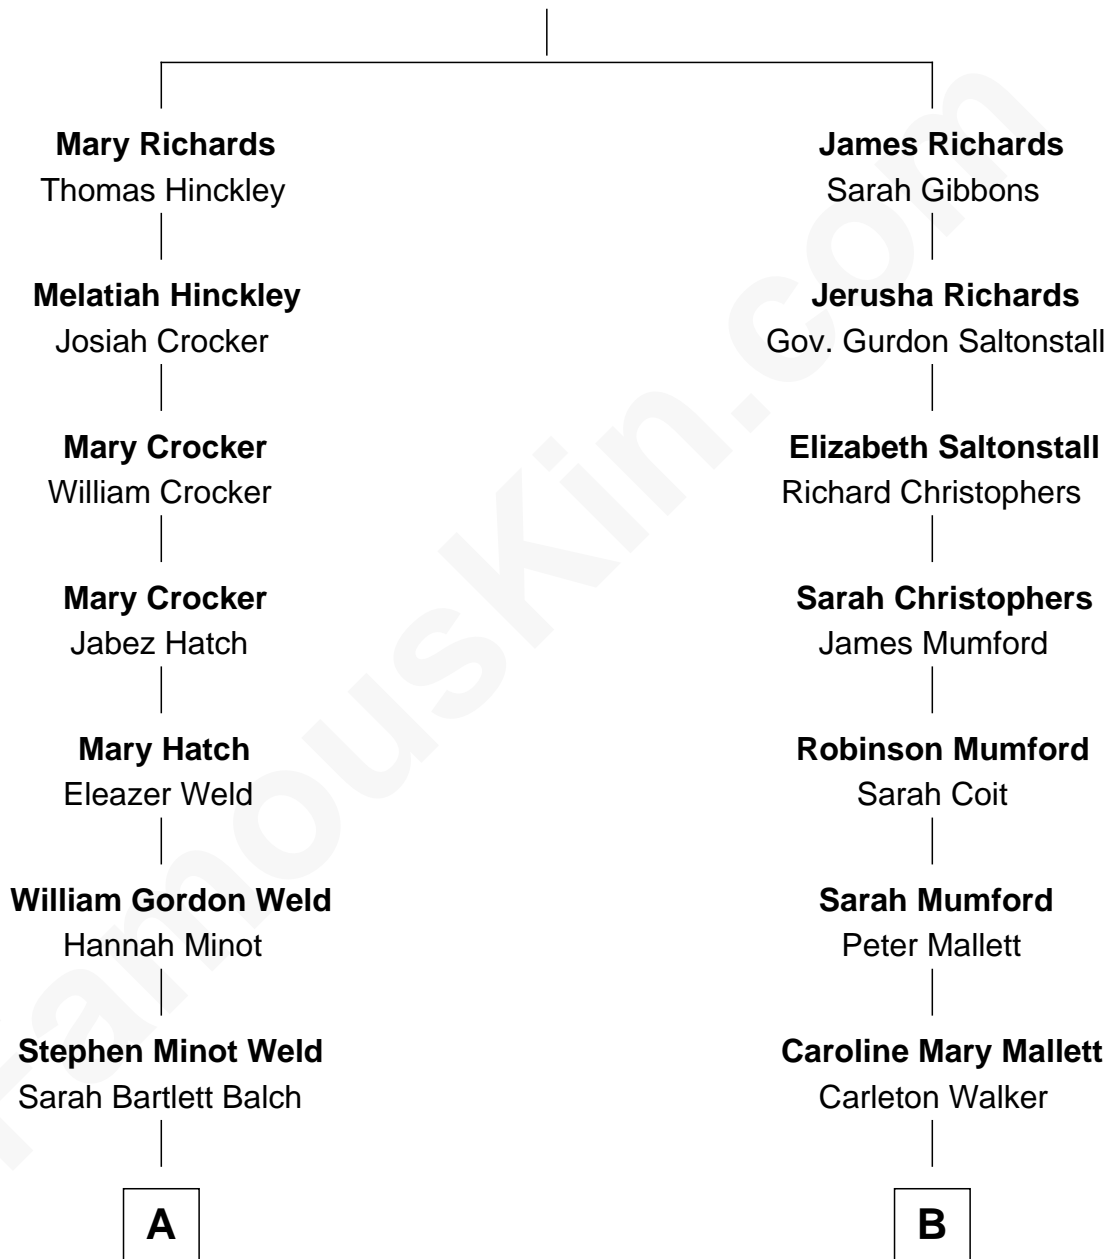 Mary Richards
Thomas Hinckley
Melatiah Hinckley
Josiah Crocker
Mary Crocker
William Crocker
Mary Crocker
Jabez Hatch
Mary Hatch
Eleazer Weld
William Gordon Weld
Hannah Minot
Stephen Minot Weld
Sarah Bartlett Balch
A
James Richards
Sarah Gibbons
Jerusha Richards
Gov. Gurdon Saltonstall
Elizabeth Saltonstall
Richard Christophers
Sarah Christophers
James Mumford
Robinson Mumford
Sarah Coit
Sarah Mumford
Peter Mallett
Caroline Mary Mallett
Carleton Walker
B
FamousKin.com